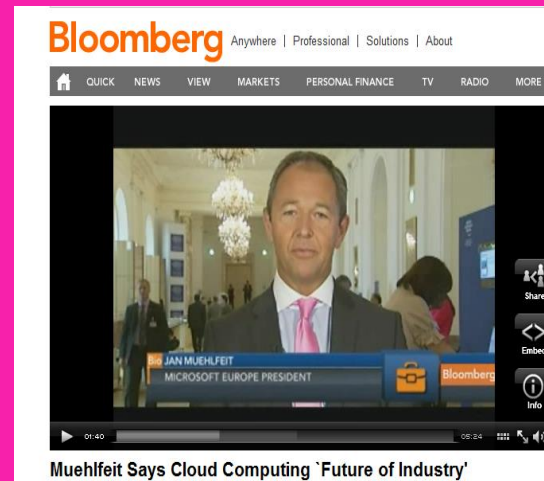 Bloomberg Anywhere | Professional | Solutions | About
QUICK NEWS VIEW MARKETS PERSONAL FINANCE TV RADIO MORE
Share
Embed
Info
Bio JAN MUEHLFEIT
MICROSOFT EUROPE PRESIDENT
Bloomberg
01:40 05:24
Muehlfeit Says Cloud Computing `Future of Industry'